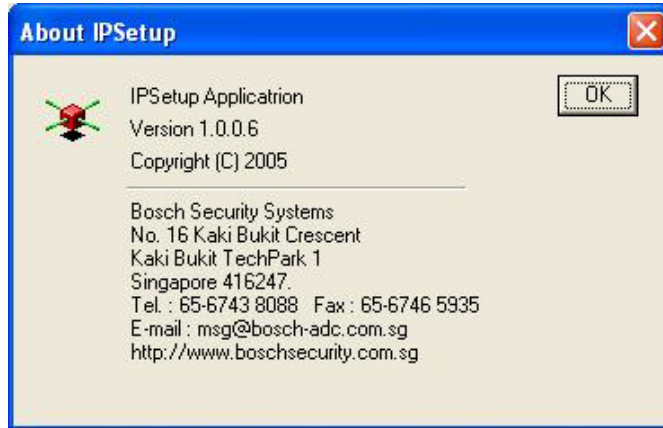 About IPSetup
IPSetup Applicatrion
OK
Version 1.0.0.6
Copyright (C) 2005
Bosch Security Systems
No. 16 Kaki Bukit Crescent
Kaki Bukit TechPark 1
Singapore 416247.
Tel. : 65-6743 8088   Fax : 65-6746 5935
E-mail : msg@bosch-adc.com.sg
http://www.boschsecurity.com.sg